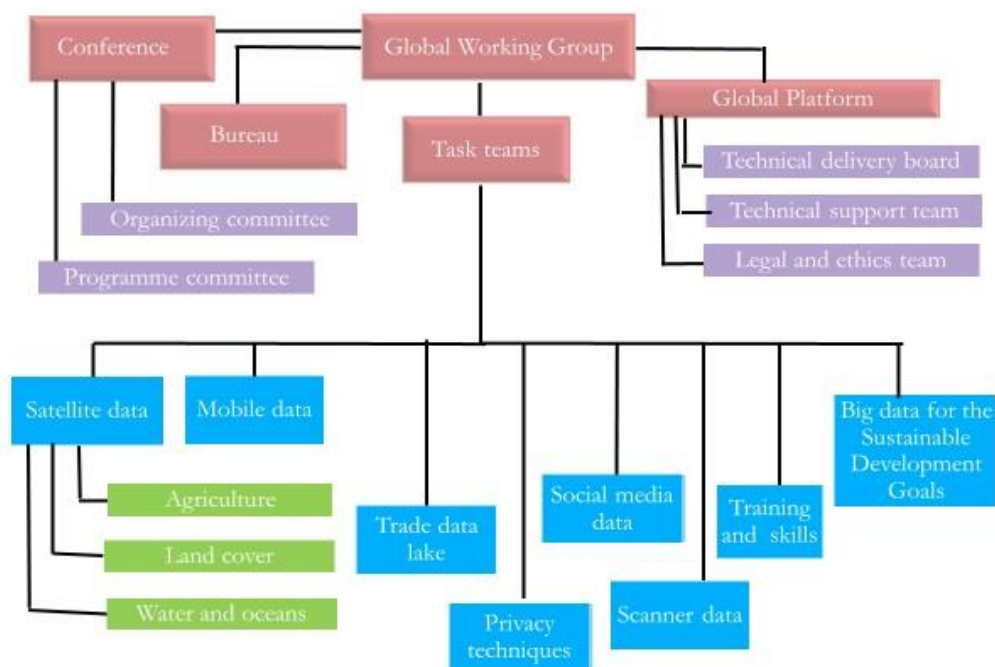 Conference
Global Working Group
Global Platform
Bureau
Task teams
Technical delivery board
Organizing committee
Technical support team
Programme committee
Legal and ethics team
Satellite data
Mobile data
Big data for the
Sustainable
Development
Goals
Agriculture
Land cover
Water and oceans
Trade data
lake
Social media
data
Training
and skills
Privacy
techniques
Scanner data